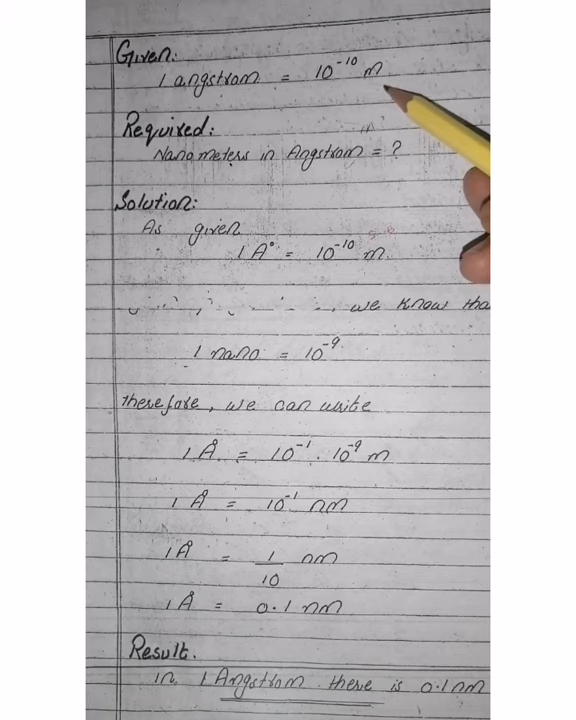 Given:
1 angstrom = 10⁻¹⁰ m
Required:
Nanometers in Angstrom = ?
Solution:
As given
1 A° = 10⁻¹⁰ m
we know tha
1 nano = 10⁻⁹
therefore, we can write
1 Å = 10⁻¹ . 10⁻⁹ m
1 Å = 10⁻¹ nm
1 Å = 1/10 nm
1 Å = 0.1 nm
Result.
in 1 Angstrom there is 0.1 nm